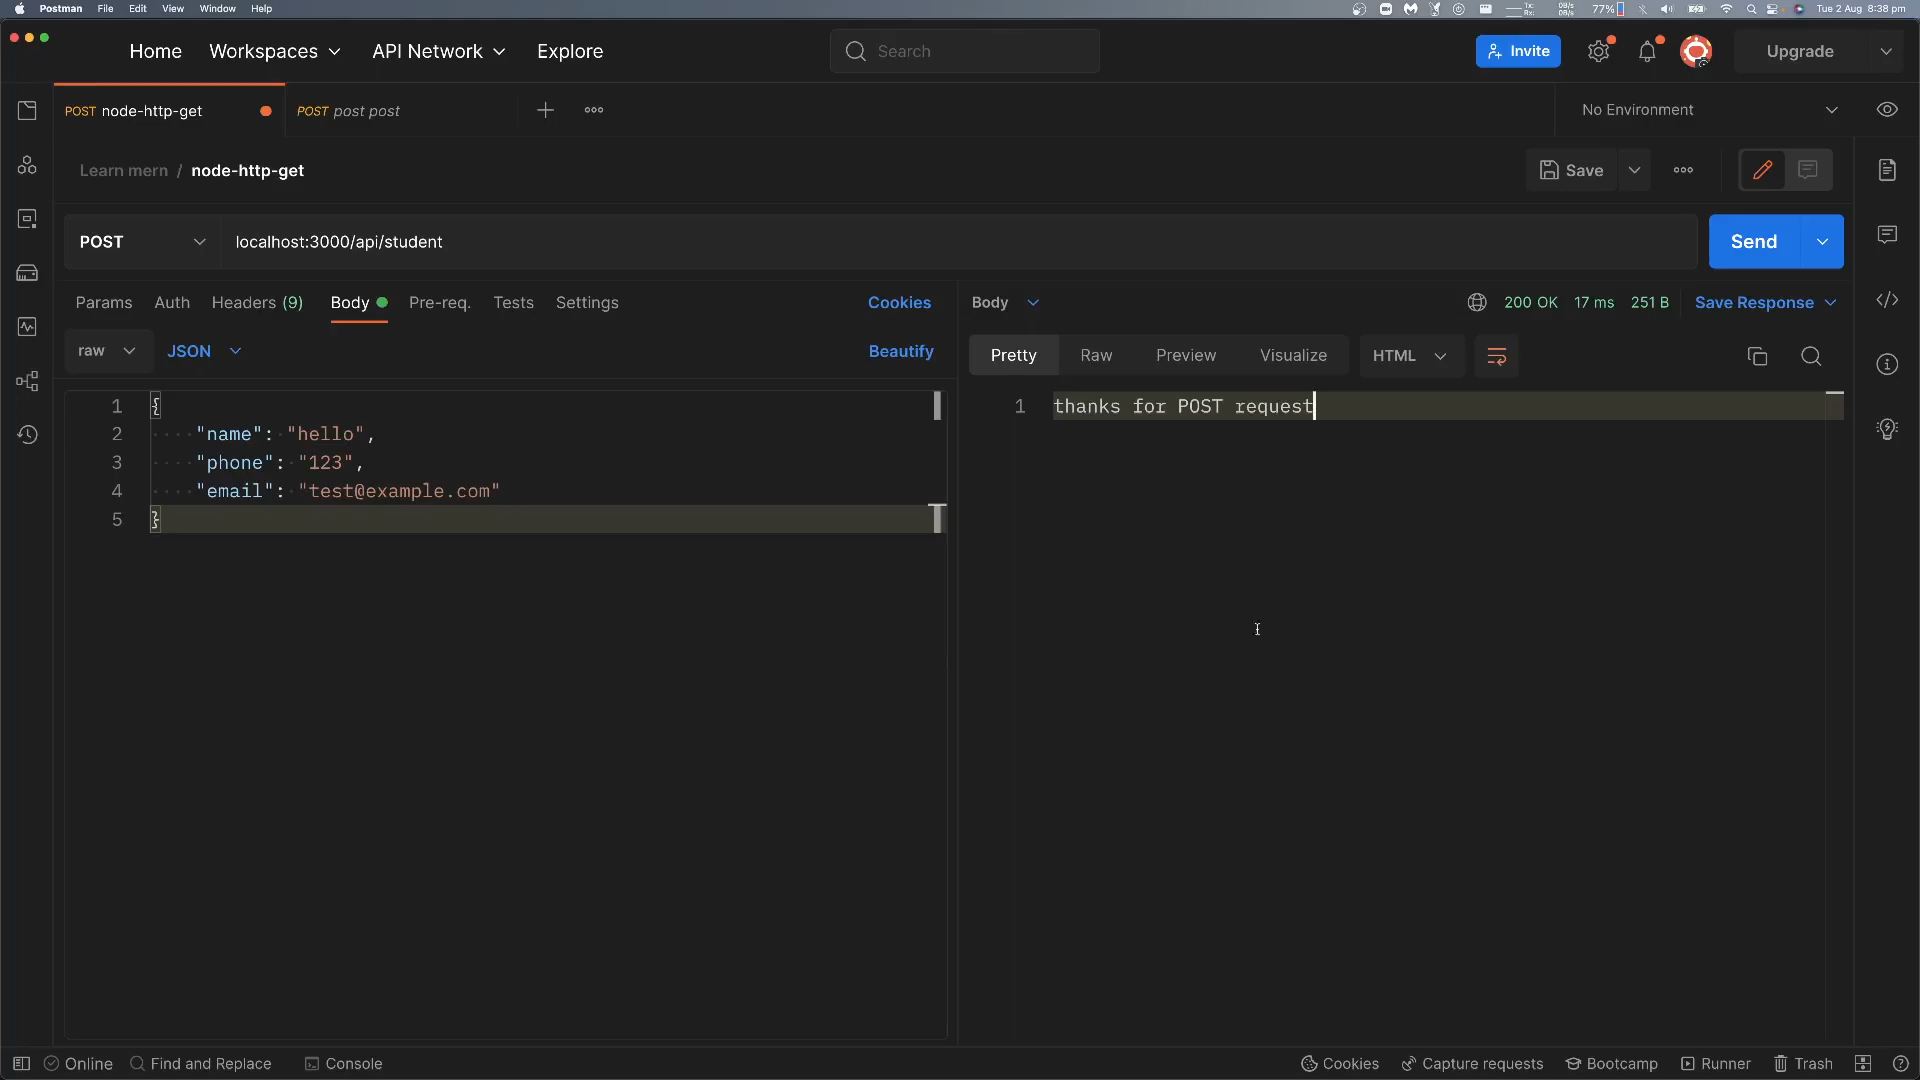 Postman File Edit View Window Help 77% Tue 2 Aug 8:38 pm
Home Workspaces API Network Explore Search Invite Upgrade
POST node-http-get POST post post No Environment
Learn mern / node-http-get Save
POST localhost:3000/api/student Send
Params Auth Headers (9) Body Pre-req. Tests Settings Cookies Body 200 OK 17 ms 251 B Save Response
raw JSON Beautify Pretty Raw Preview Visualize HTML
1 { 1 thanks for POST request
2 "name": "hello",
3 "phone": "123",
4 "email": "test@example.com"
5 }
Online Find and Replace Console Cookies Capture requests Bootcamp Runner Trash